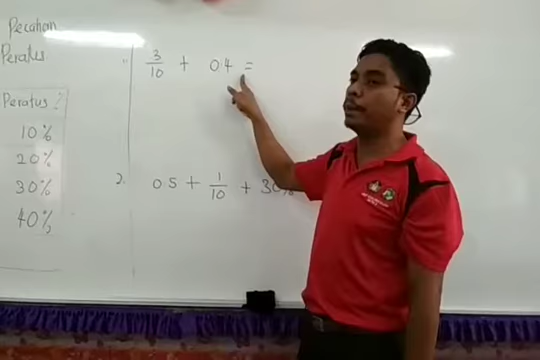 Pecahan
Peratus
Peratus ?
10%
20%
30%
40%
1. 3/10 + 0.4 =
2. 0.5 + 1/10 + 30%